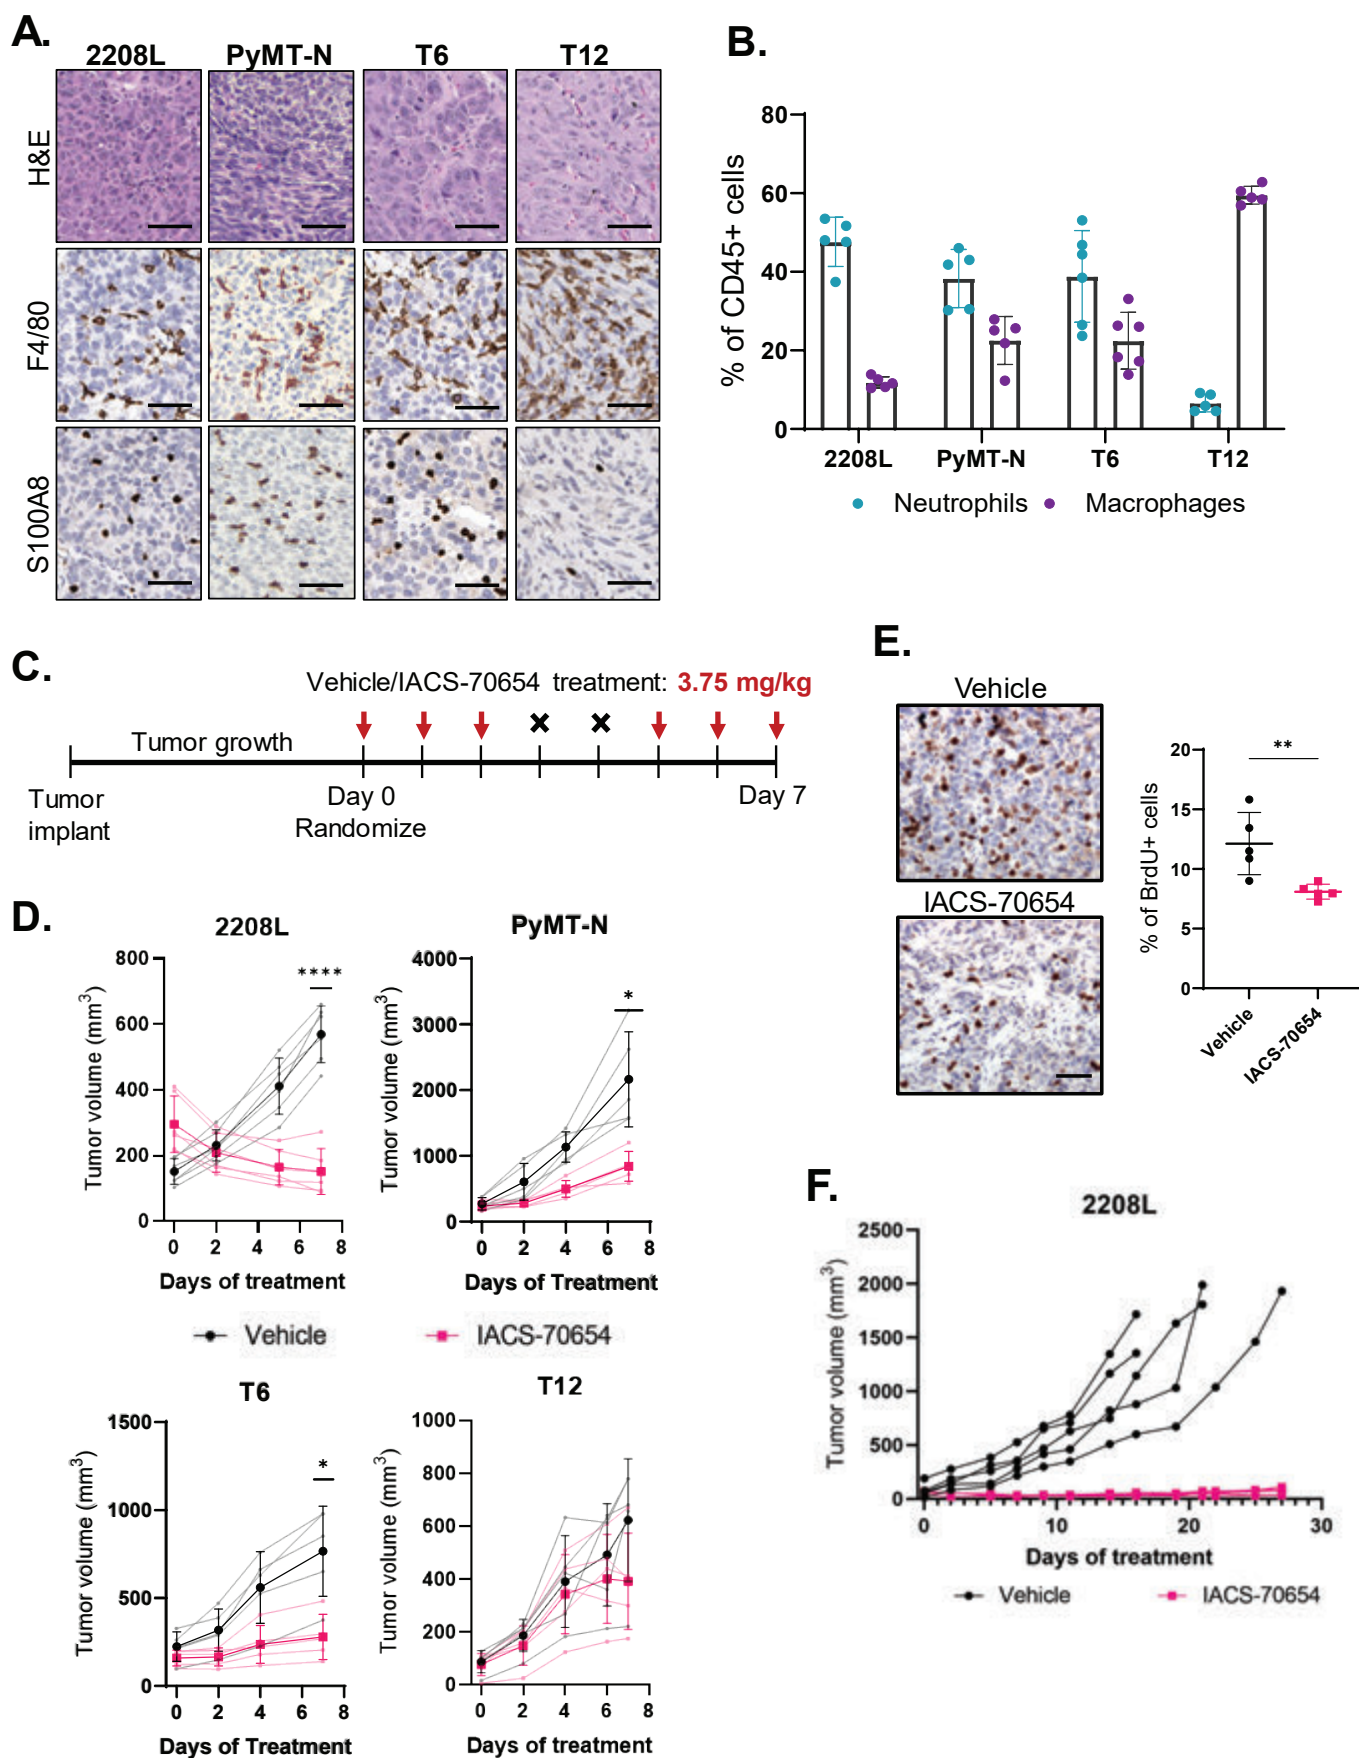 A.
2208L PyMT-N T6 T12
H&E
F4/80
S100A8
B.
80
60
40
20
0
% of CD45+ cells
2208L PyMT-N T6 T12
Neutrophils Macrophages
C.
Vehicle/IACS-70654 treatment: 3.75 mg/kg
Tumor growth
Tumor
implant
Day 0
Randomize
Day 7
D.
2208L
800
600
400
200
0
Tumor volume (mm3)
0 2 4 6 8
Days of treatment
PyMT-N
4000
3000
2000
1000
0
Tumor volume (mm3)
0 2 4 6 8
Days of Treatment
****
*
Vehicle IACS-70654
T6
1500
1000
500
0
Tumor volume (mm3)
0 2 4 6 8
Days of Treatment
*
T12
1000
800
600
400
200
0
Tumor volume (mm3)
0 2 4 6 8
Days of treatment
E.
Vehicle
IACS-70654
20
15
10
5
0
% of BrdU+ cells
**
Vehicle
IACS-70654
F.
2208L
2500
2000
1500
1000
500
0
Tumor volume (mm3)
0 10 20 30
Days of treatment
Vehicle IACS-70654